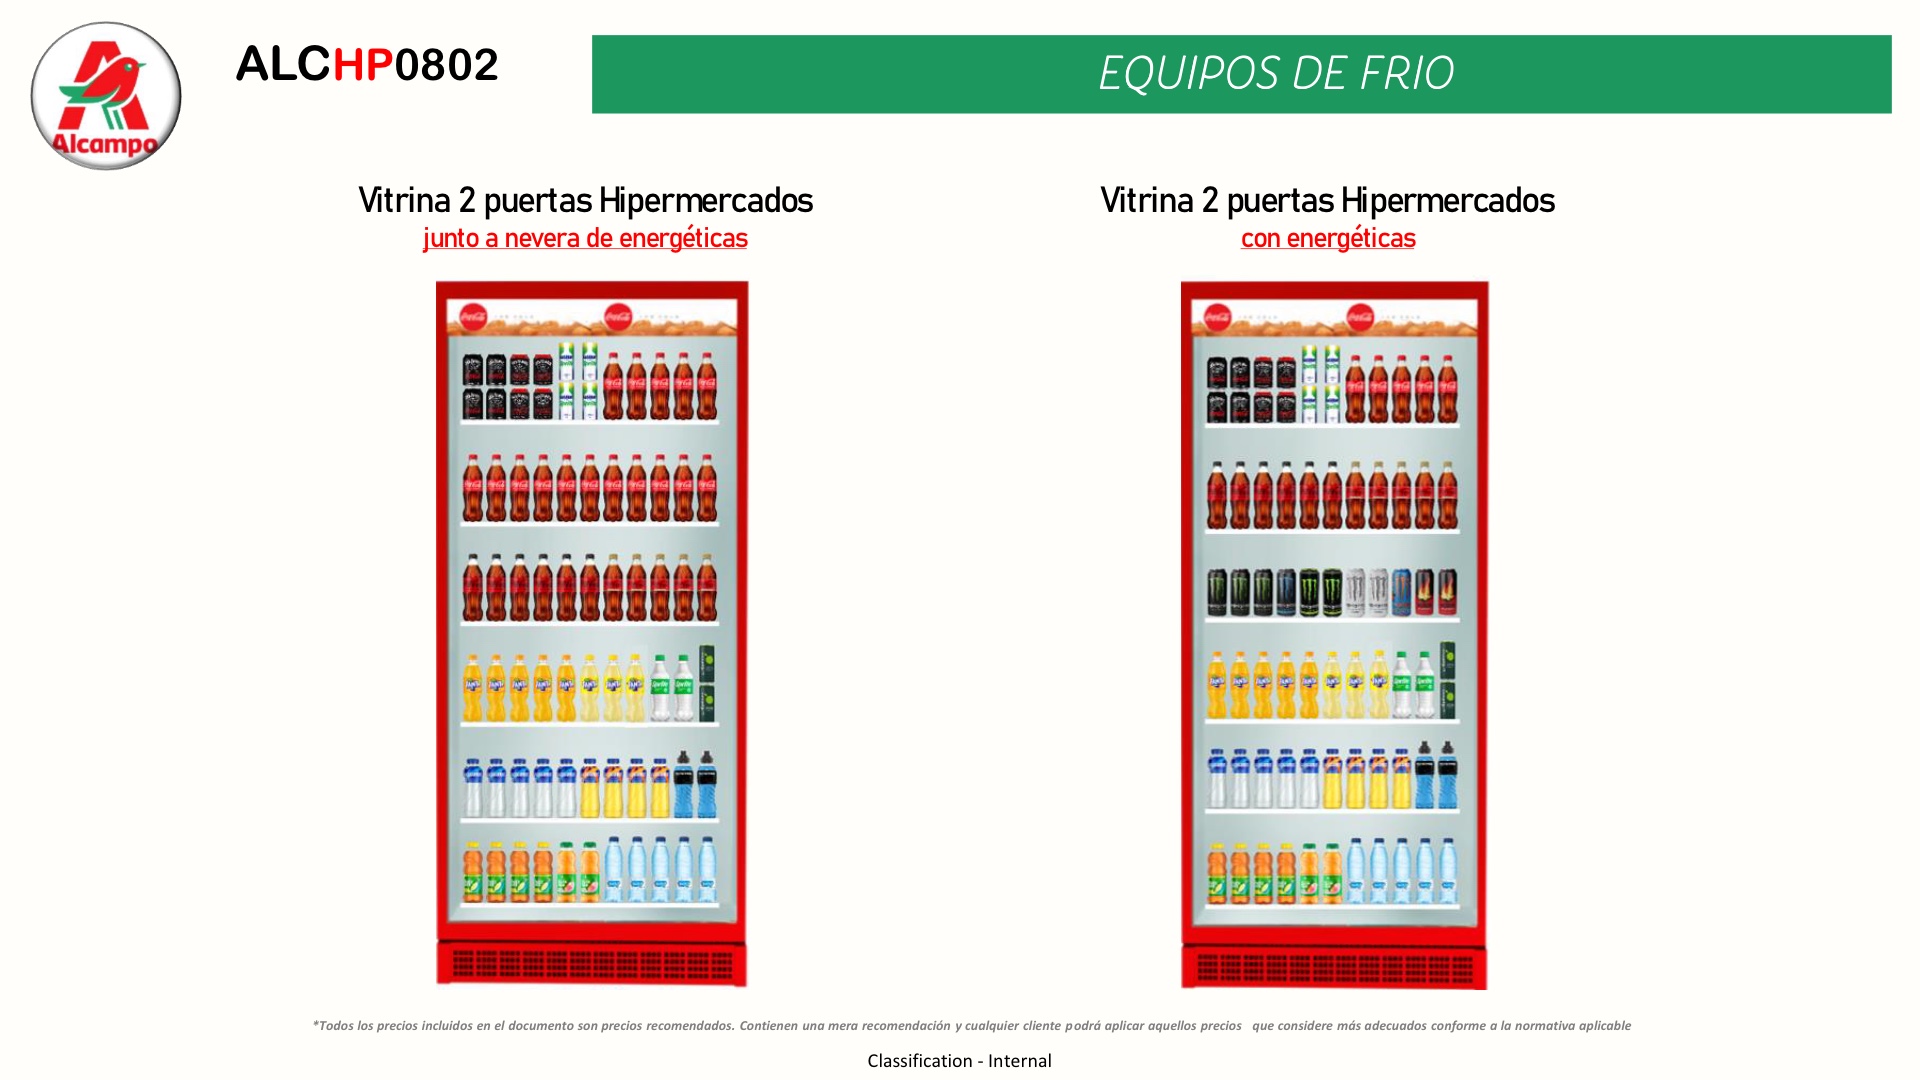 Alcampo
ALCHP0802
EQUIPOS DE FRIO
Vitrina 2 puertas Hipermercados
junto a nevera de energéticas
Vitrina 2 puertas Hipermercados
con energéticas
*Todos los precios incluidos en el documento son precios recomendados. Contienen una mera recomendación y cualquier cliente podrá aplicar aquellos precios que considere más adecuados conforme a la normativa aplicable
Classification - Internal